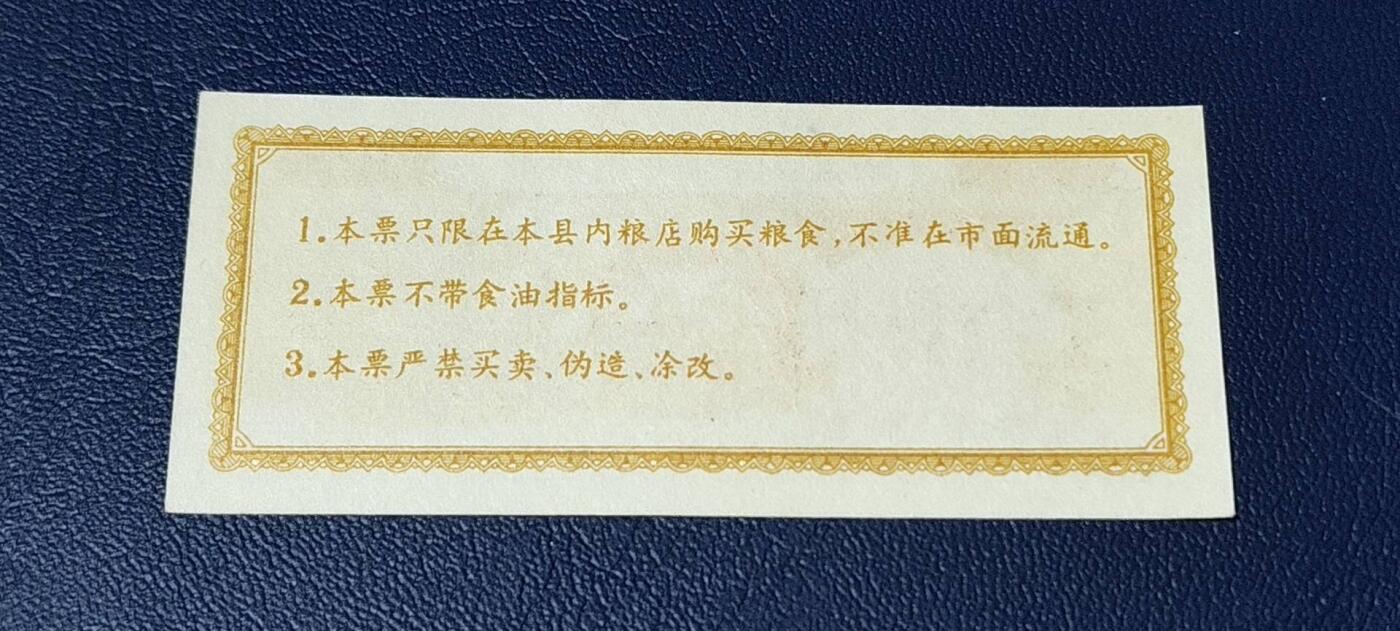 1.本票只限在本县内粮店购买粮食,不准在市面流通。
2.本票不带食油指标。
3.本票严禁买卖、伪造、涂改。